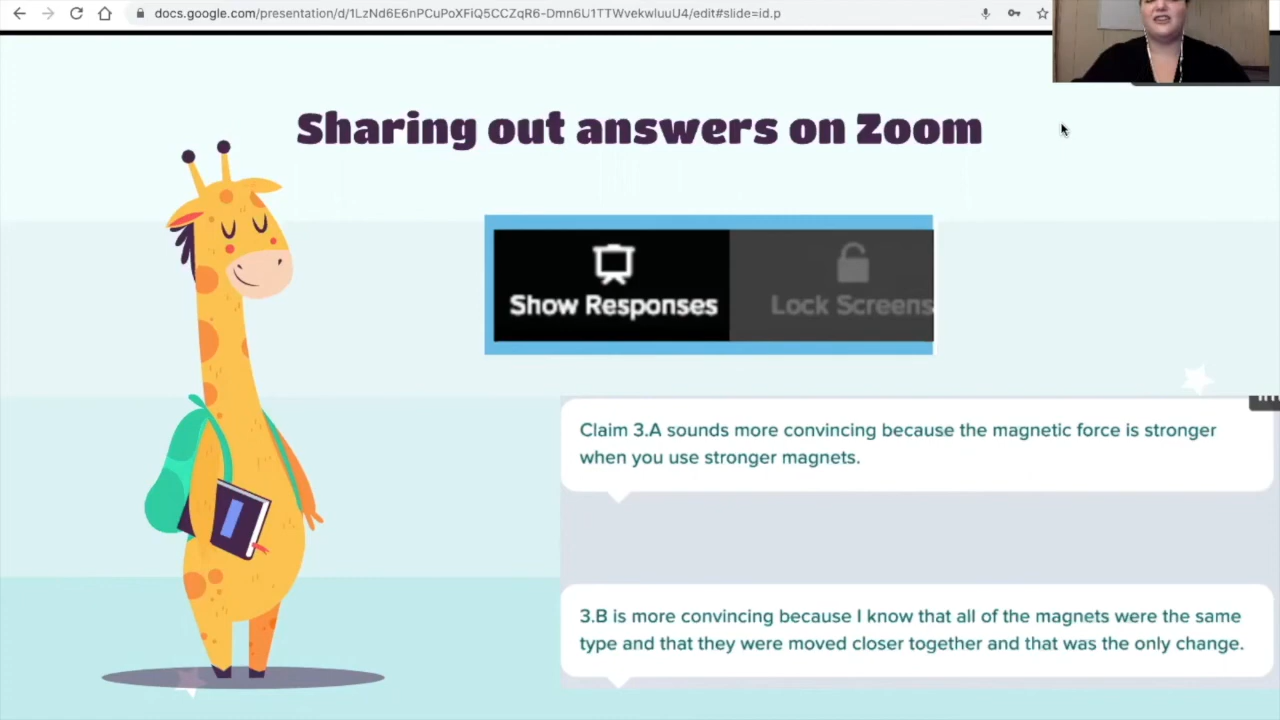 docs.google.com/presentation/d/1LzNd6E6nPCuPoXFiQ5CCZqR6-Dmn6U1TTWvekwluuU4/edit#slide=id.p
Sharing out answers on Zoom
Show Responses
Lock Screens
Claim 3.A sounds more convincing because the magnetic force is stronger
when you use stronger magnets.
3.B is more convincing because I know that all of the magnets were the same
type and that they were moved closer together and that was the only change.